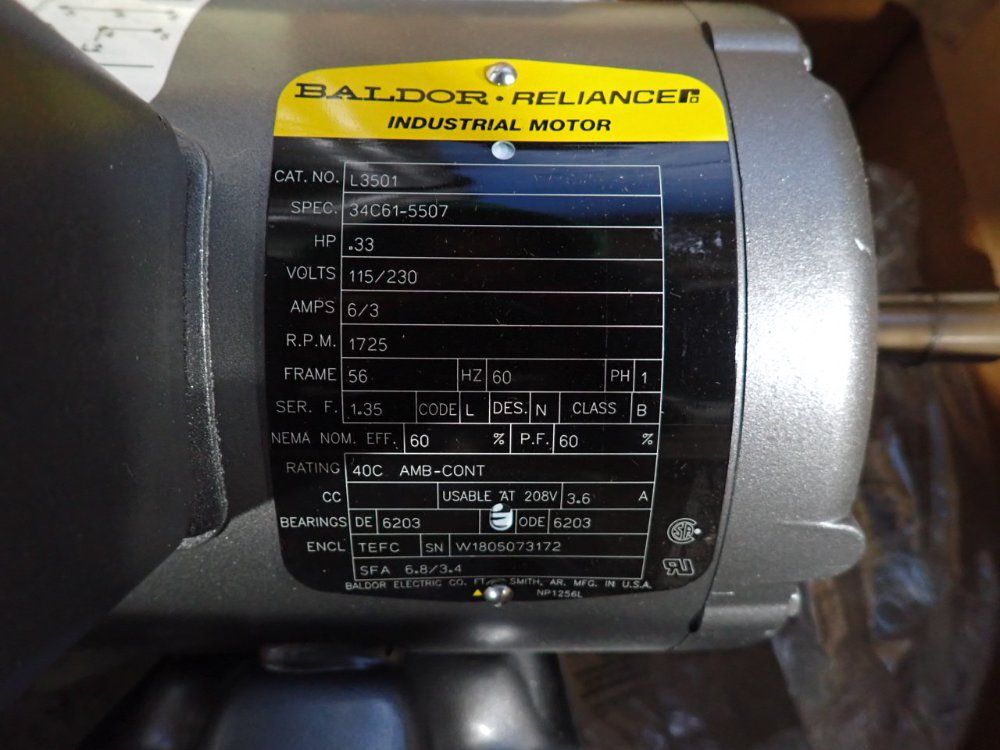 BALDOR • RELIANCE
INDUSTRIAL MOTOR
CAT. NO. L3501
SPEC. 34C61-5507
HP .33
VOLTS 115/230
AMPS 6/3
R.P.M. 1725
FRAME 56 HZ 60 PH 1
SER. F. 1.35 CODE L DES. N CLASS B
NEMA NOM. EFF. 60 % P.F. 60 %
RATING 40C AMB-CONT
CC USABLE AT 208V 3.6 A
BEARINGS DE 6203 ODE 6203
ENCL TEFC SN W1805073172
SFA 6.8/3.4
BALDOR ELECTRIC CO. FT. SMITH, AR. MFG. IN U.S.A.
NP1256L